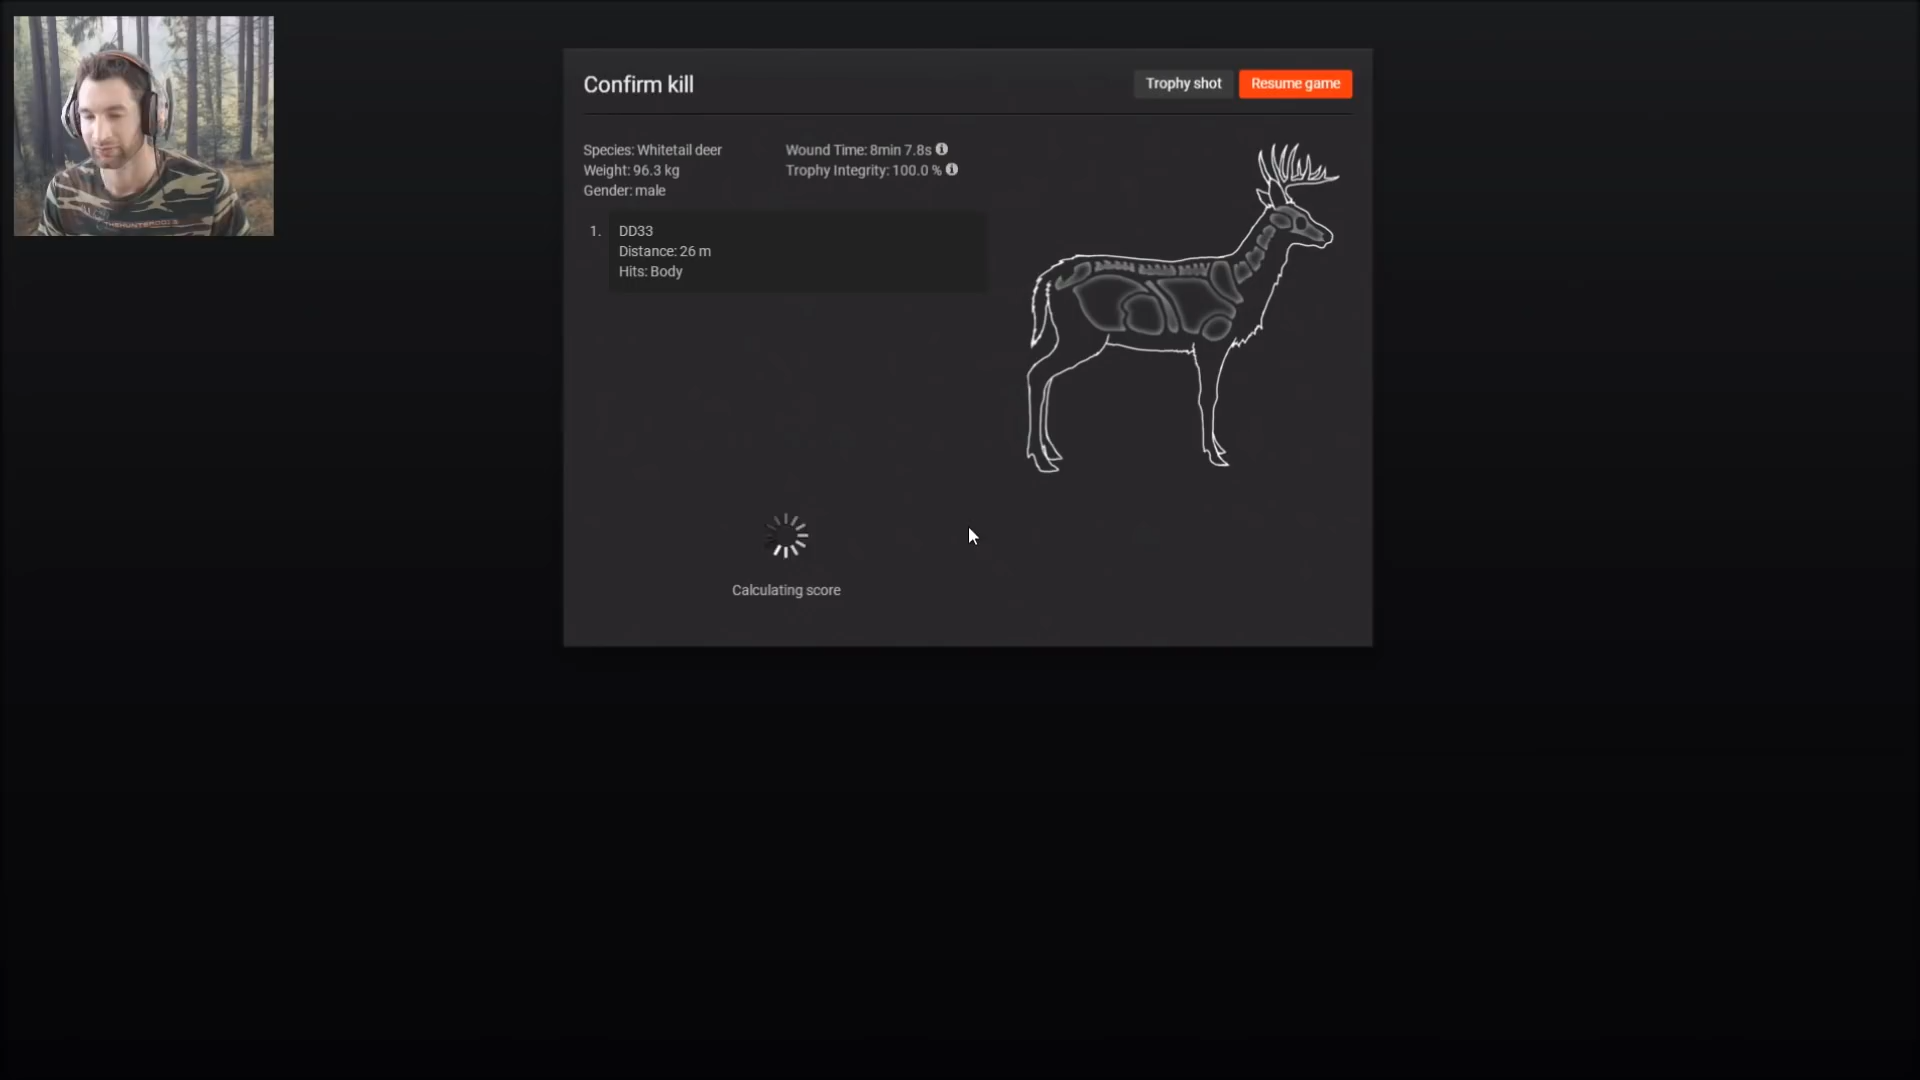 Confirm kill
Trophy shot
Resume game
Species: Whitetail deer
Weight: 96.3 kg
Gender: male
Wound Time: 8min 7.8s
Trophy Integrity: 100.0 %
1.
DD33
Distance: 26 m
Hits: Body
Calculating score